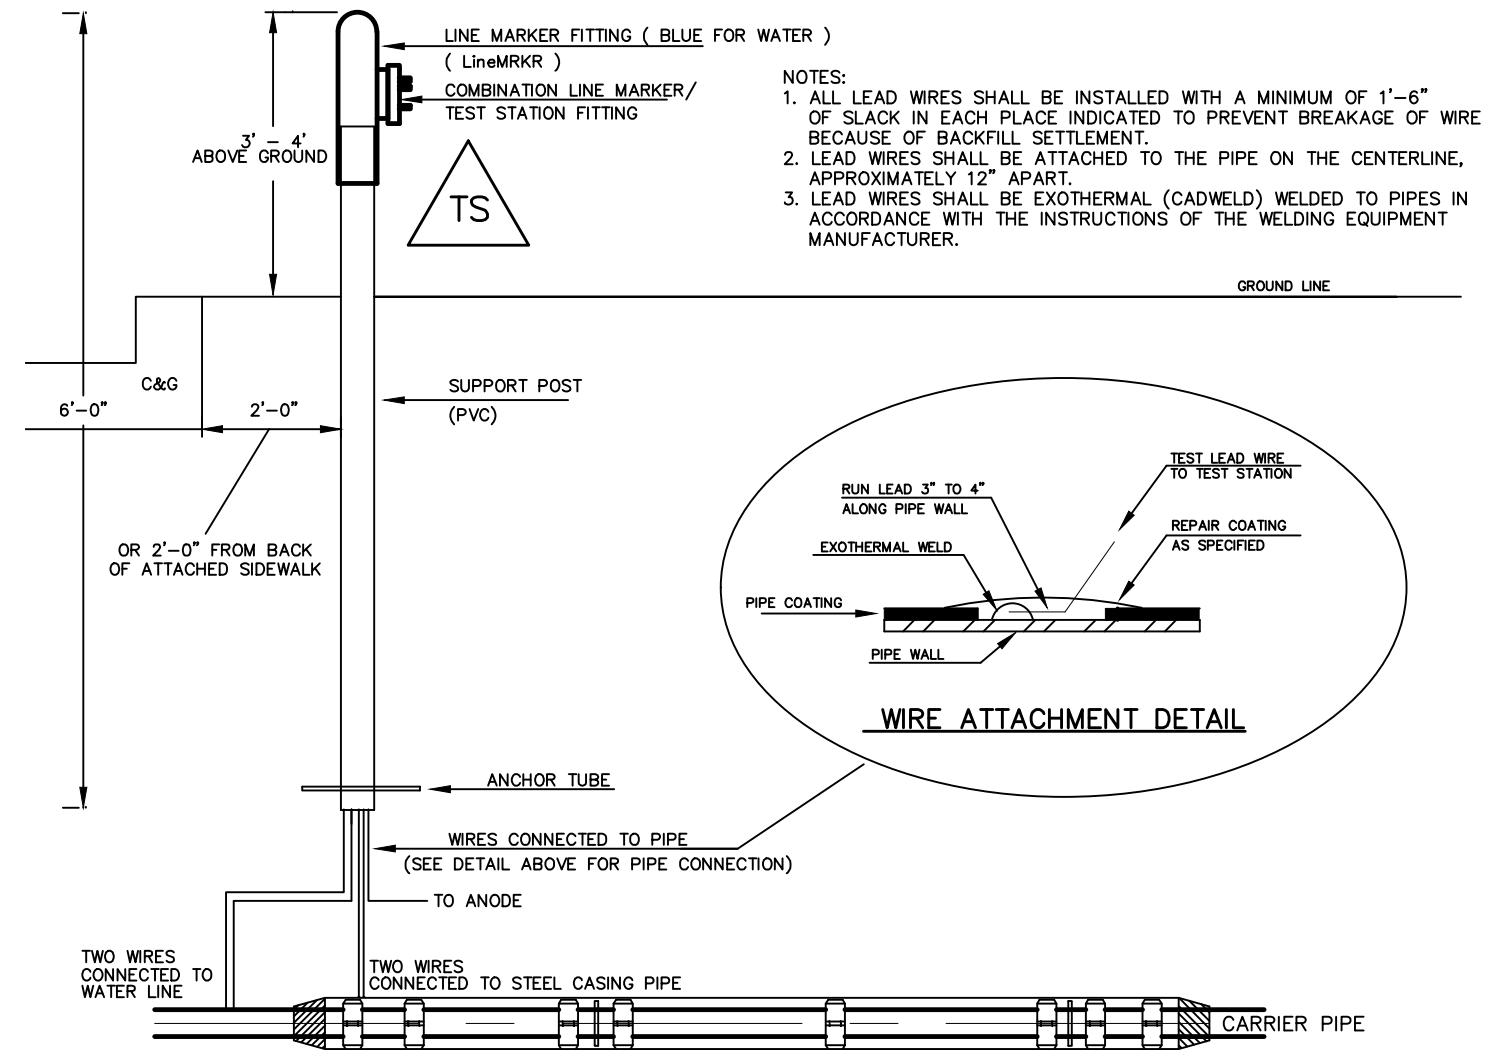 LINE MARKER FITTING ( BLUE FOR WATER )
( LineMRKR )
COMBINATION LINE MARKER/
TEST STATION FITTING
3' - 4'
ABOVE GROUND
TS
NOTES:
1. ALL LEAD WIRES SHALL BE INSTALLED WITH A MINIMUM OF 1'-6"
OF SLACK IN EACH PLACE INDICATED TO PREVENT BREAKAGE OF WIRE
BECAUSE OF BACKFILL SETTLEMENT.
2. LEAD WIRES SHALL BE ATTACHED TO THE PIPE ON THE CENTERLINE,
APPROXIMATELY 12" APART.
3. LEAD WIRES SHALL BE EXOTHERMAL (CADWELD) WELDED TO PIPES IN
ACCORDANCE WITH THE INSTRUCTIONS OF THE WELDING EQUIPMENT
MANUFACTURER.
GROUND LINE
C&G
6'-0"
2'-0"
SUPPORT POST
(PVC)
OR 2'-0" FROM BACK
OF ATTACHED SIDEWALK
TEST LEAD WIRE
TO TEST STATION
RUN LEAD 3" TO 4"
ALONG PIPE WALL
REPAIR COATING
AS SPECIFIED
EXOTHERMAL WELD
PIPE COATING
PIPE WALL
WIRE ATTACHMENT DETAIL
ANCHOR TUBE
WIRES CONNECTED TO PIPE
(SEE DETAIL ABOVE FOR PIPE CONNECTION)
TO ANODE
TWO WIRES
CONNECTED TO
WATER LINE
TWO WIRES
CONNECTED TO STEEL CASING PIPE
CARRIER PIPE